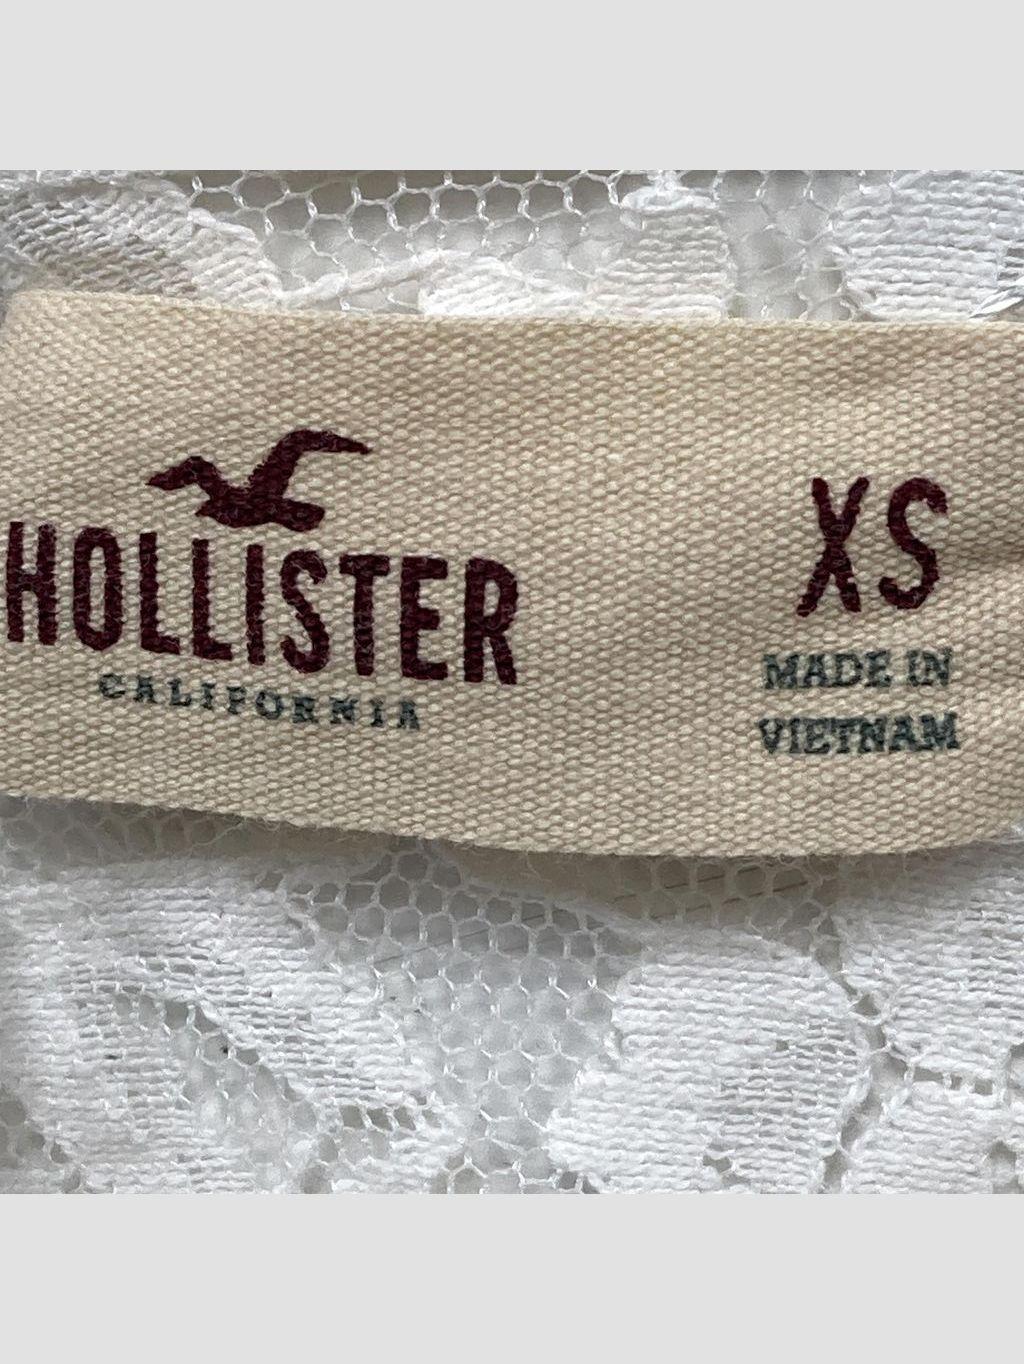 HOLLISTER
CALIFORNIA
XS
MADE IN
VIETNAM